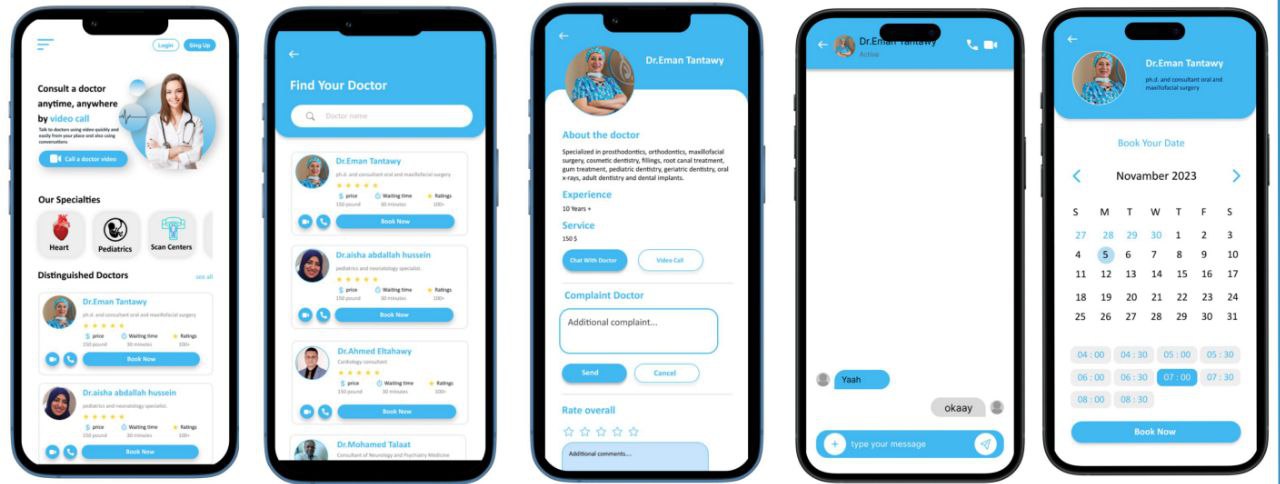 Login
Sing Up
Consult a doctor
anytime, anywhere
by video call
Talk to doctors using video quickly and
easily from your place and also using
conversations
Call a doctor video
Our Specialties
Heart
Pediatrics
Scan Centers
Distinguished Doctors
see all
Dr.Eman Tantawy
ph.d. and consultant oral and maxillofacial surgery
$ price
Waiting time
Ratings
150 pound
30 minutes
100+
Book Now
Dr.aisha abdallah hussein
pediatrics and neonatology specialist.
$ price
Waiting time
Ratings
150 pound
30 minutes
100+
Book Now
Find Your Doctor
Doctor name
Dr.Eman Tantawy
ph.d. and consultant oral and maxillofacial surgery
$ price
Waiting time
Ratings
150 pound
30 minutes
100+
Book Now
Dr.aisha abdallah hussein
pediatrics and neonatology specialist.
$ price
Waiting time
Ratings
150 pound
30 minutes
100+
Book Now
Dr.Ahmed Eltahawy
Cardiology consultant
$ price
Waiting time
Ratings
150 pound
30 minutes
100+
Book Now
Dr.Mohamed Talaat
Consultant of Neurology and Psychiatry Medicine
Dr.Eman Tantawy
About the doctor
Specialized in prosthodontics, orthodontics, maxillofacial
surgery, cosmetic dentistry, fillings, root canal treatment,
gum treatment, pediatric dentistry, geriatric dentistry, oral
x-rays, adult dentistry and dental implants.
Experience
10 Years +
Service
150 $
Chat With Doctor
Video Call
Complaint Doctor
Additional complaint...
Send
Cancel
Rate overall
Additional comments....
Dr.Eman Tantawy
Active
Yaah
okaay
type your message
Dr.Eman Tantawy
ph.d. and consultant oral and
maxillofacial surgery
Book Your Date
Novamber 2023
S M T W T F S
27 28 29 30 1 2 3
4 5 6 7 8 9 10
11 12 13 14 15 16 17
18 19 20 21 22 23 24
25 26 27 28 29 30 31
04 : 00 04 : 30 05 : 00 05 : 30
06 : 00 06 : 30 07 : 00 07 : 30
08 : 00 08 : 30
Book Now